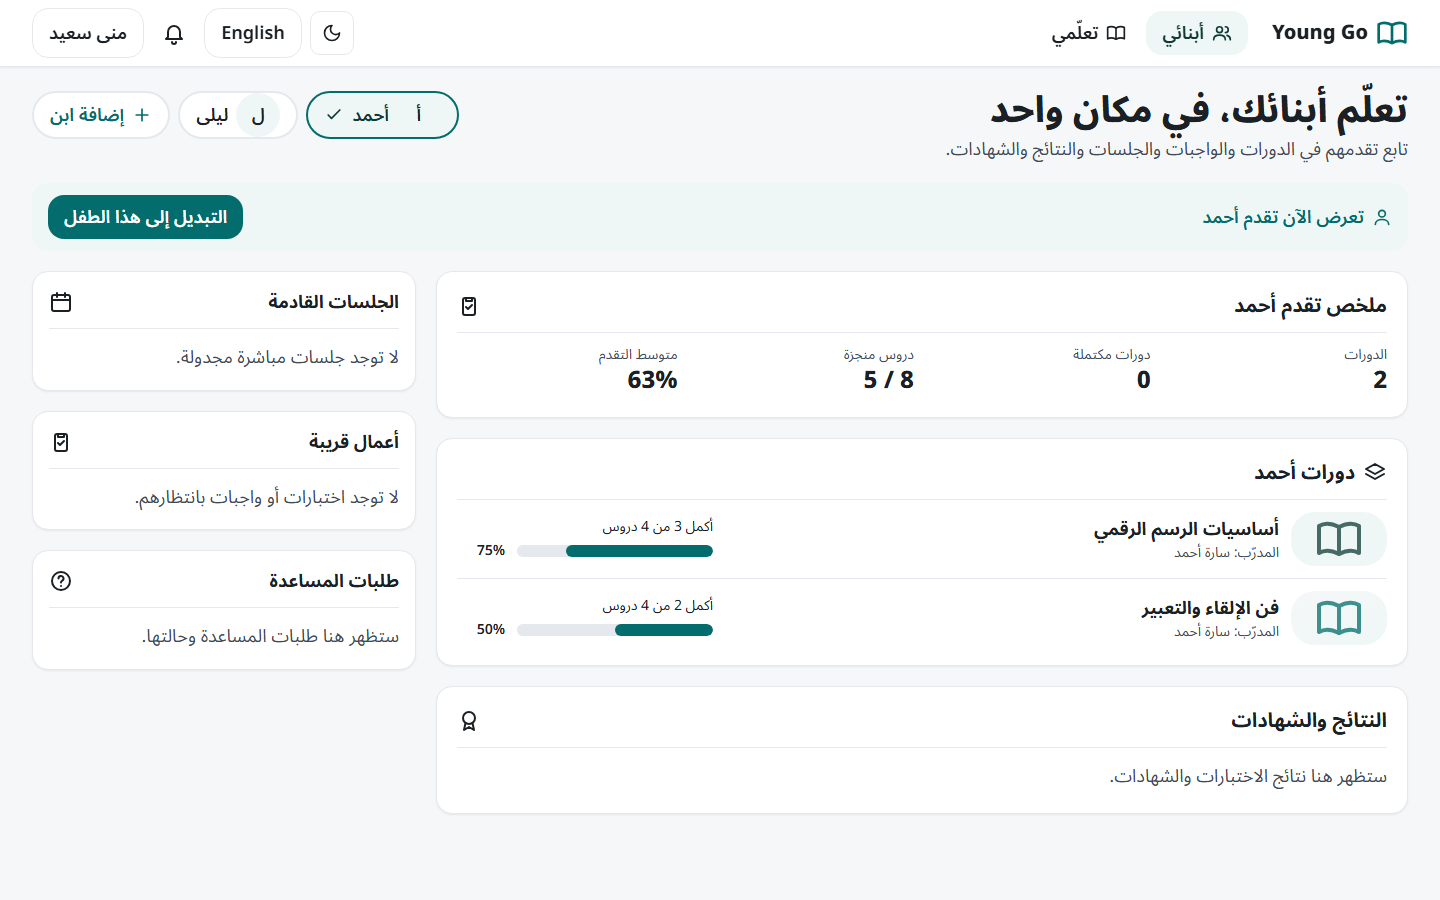 Young Go
أبنائي
تعلّمي
English
منى سعيد
تعلّم أبنائك، في مكان واحد
تابع تقدمهم في الدورات والواجبات والجلسات والنتائج والشهادات.
أ أحمد
ل ليلى
إضافة ابن
تعرض الآن تقدم أحمد
التبديل إلى هذا الطفل
ملخص تقدم أحمد
الدورات
2
دورات مكتملة
0
دروس منجزة
5 / 8
متوسط التقدم
63%
دورات أحمد
أساسيات الرسم الرقمي
المدرّب: سارة أحمد
أكمل 3 من 4 دروس
75%
فن الإلقاء والتعبير
المدرّب: سارة أحمد
أكمل 2 من 4 دروس
50%
النتائج والشهادات
ستظهر هنا نتائج الاختبارات والشهادات.
الجلسات القادمة
لا توجد جلسات مباشرة مجدولة.
أعمال قريبة
لا توجد اختبارات أو واجبات بانتظارهم.
طلبات المساعدة
ستظهر هنا طلبات المساعدة وحالتها.